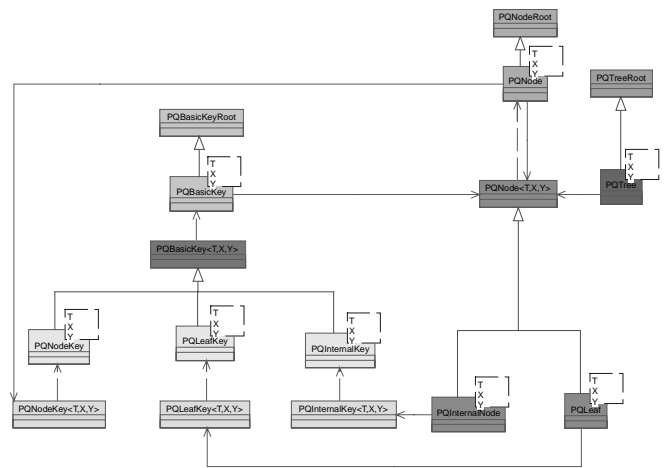 PQNodeRoot
T
X
Y
PQNode
PQTreeRoot
PQBasicKeyRoot
T
X
Y
PQBasicKey
PQNode<T,X,Y>
T
X
Y
PQTree
PQBasicKey<T,X,Y>
T
X
Y
PQNodeKey
T
X
Y
PQLeafKey
T
X
Y
PQInternalKey
PQNodeKey<T,X,Y>
PQLeafKey<T,X,Y>
PQInternalKey<T,X,Y>
T
X
Y
PQInternalNode
T
X
Y
PQLeaf